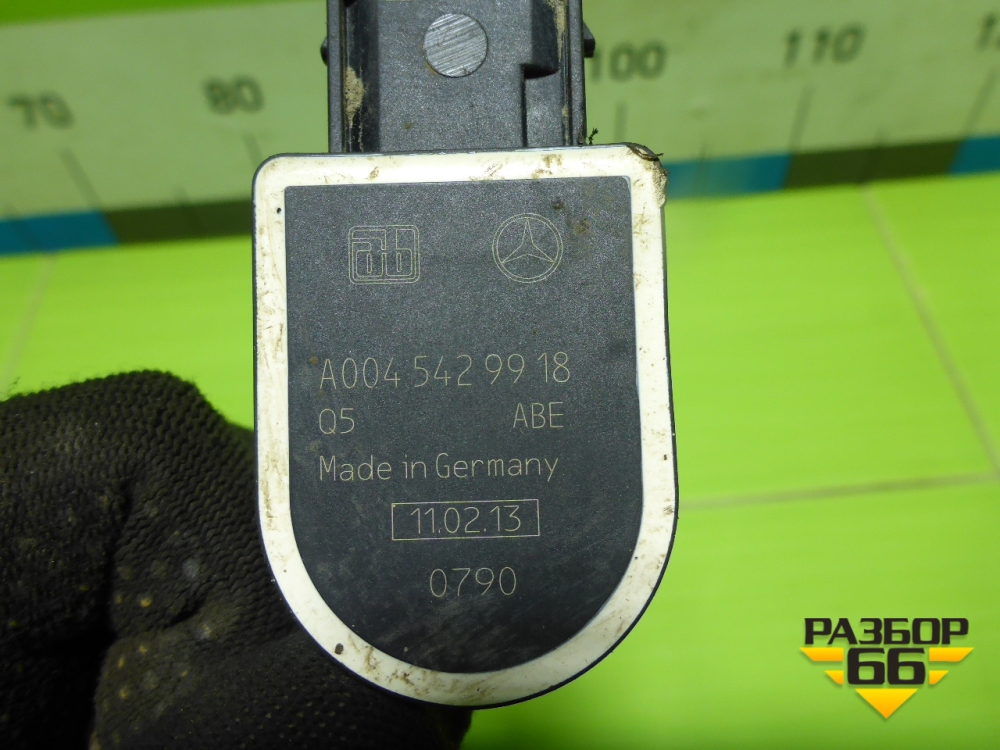 70 80 100 110
ab
A004 542 99 18
Q5 ABE
Made in Germany
11.02.13
0790
РАЗБОР
66